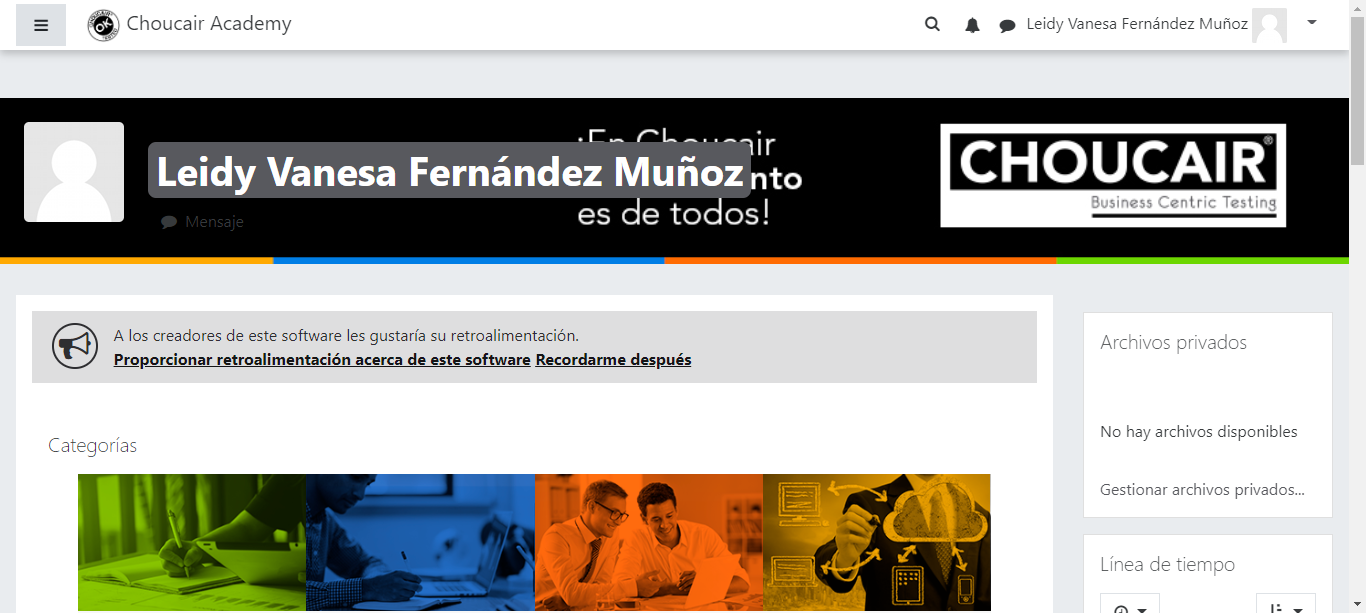 Choucair Academy
Leidy Vanesa Fernández Muñoz
Leidy Vanesa Fernández Muñoz
Mensaje
¡En Choucair
nto
es de todos!
CHOUCAIR®
Business Centric Testing
A los creadores de este software les gustaría su retroalimentación.
Proporcionar retroalimentación acerca de este software Recordarme después
Categorías
Archivos privados
No hay archivos disponibles
Gestionar archivos privados...
Línea de tiempo